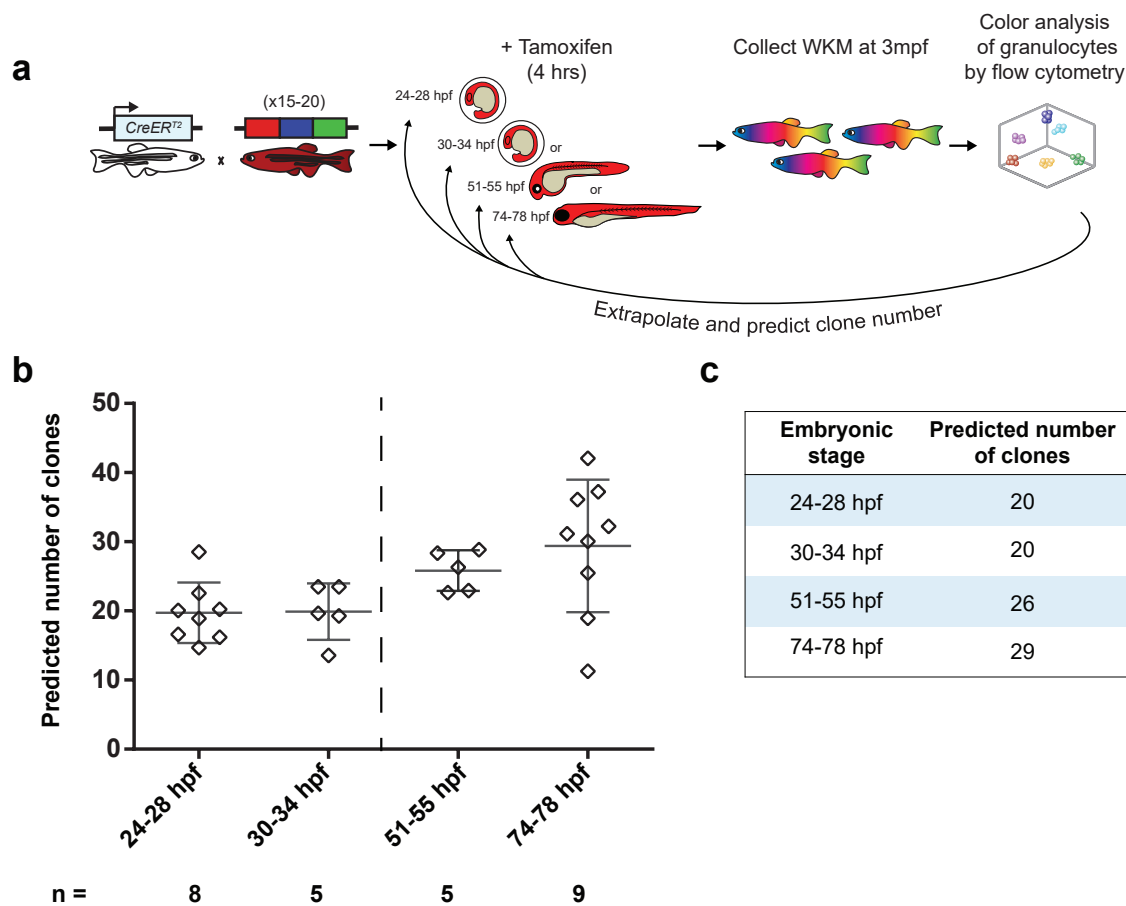 a
CreER^T2
(x15-20)
x
+ Tamoxifen
(4 hrs)
24-28 hpf
30-34 hpf
or
51-55 hpf
or
74-78 hpf
Collect WKM at 3mpf
Color analysis
of granulocytes
by flow cytometry
Extrapolate and predict clone number
b
Predicted number of clones
50
40
30
20
10
0
24-28 hpf
30-34 hpf
51-55 hpf
74-78 hpf
n = 8 5 5 9
c
Embryonic stage Predicted number of clones
24-28 hpf 20
30-34 hpf 20
51-55 hpf 26
74-78 hpf 29